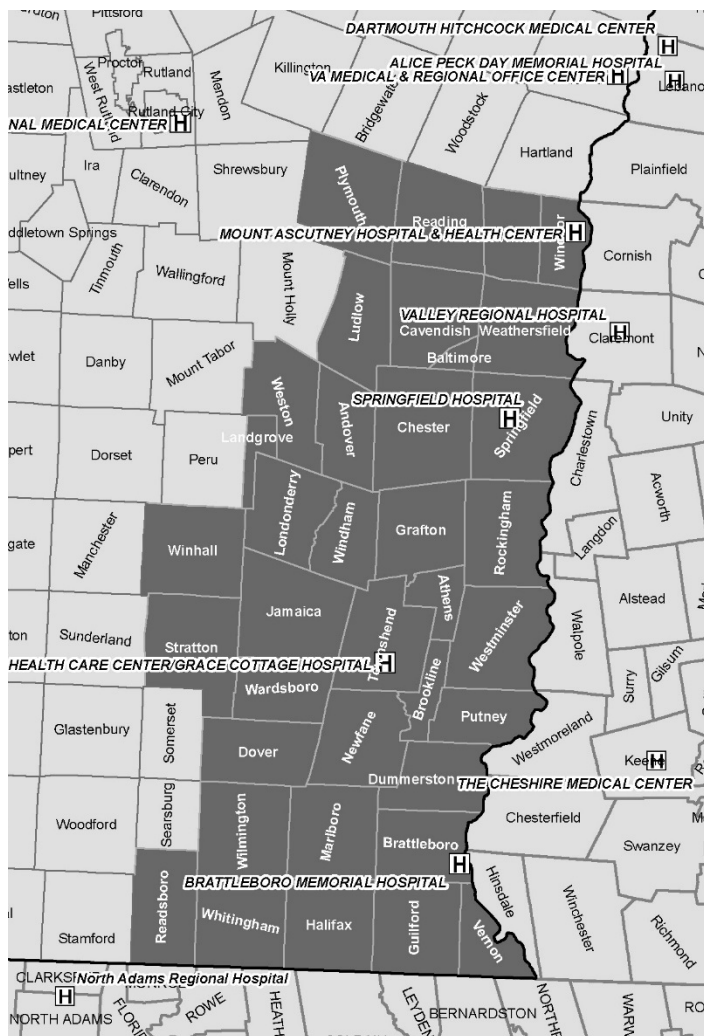 Pittsford
DARTMOUTH HITCHCOCK MEDICAL CENTER
Proctor
Rutland
Killington
ALICE PECK DAY MEMORIAL HOSPITAL
VA MEDICAL & REGIONAL OFFICE CENTER
West Rutland
Mendon
Bridgewater
Rutland City
NAL MEDICAL CENTER
H
Woodstock
Hartland
Ira
Shrewsbury
Plainfield
Clarendon
Plymouth
Reading
Windsor
ddletown Springs
MOUNT ASCUTNEY HOSPITAL & HEALTH CENTER
H
Cornish
Tinmouth
Wallingford
Mount Holly
Ludlow
VALLEY REGIONAL HOSPITAL
Cavendish
Weathersfield
H
Claremont
Danby
Mount Tabor
Baltimore
Weston
Andover
SPRINGFIELD HOSPITAL
H
Springfield
Chester
Landgrove
Charlestown
Unity
Dorset
Peru
Londonderry
Windham
Grafton
Rockingham
Acworth
Langdon
Manchester
Winhall
Athens
Jamaica
Alstead
Sunderland
Stratton
Townshend
Westminster
Walpole
HEALTH CARE CENTER/GRACE COTTAGE HOSPITAL
H
Wardsboro
Brookline
Surry
Gilsum
Glastenbury
Somerset
Newfane
Putney
Westmoreland
Dover
Keene
H
Dummerston
THE CHESHIRE MEDICAL CENTER
Woodford
Searsburg
Wilmington
Marlboro
Brattleboro
Chesterfield
Swanzey
H
BRATTLEBORO MEMORIAL HOSPITAL
Readsboro
Whitingham
Halifax
Guilford
Vernon
Hinsdale
Winchester
Richmond
Stamford
North Adams Regional Hospital
H
NORTH ADAMS
ROWE
HEATH
LEYDEN
BERNARDSTON